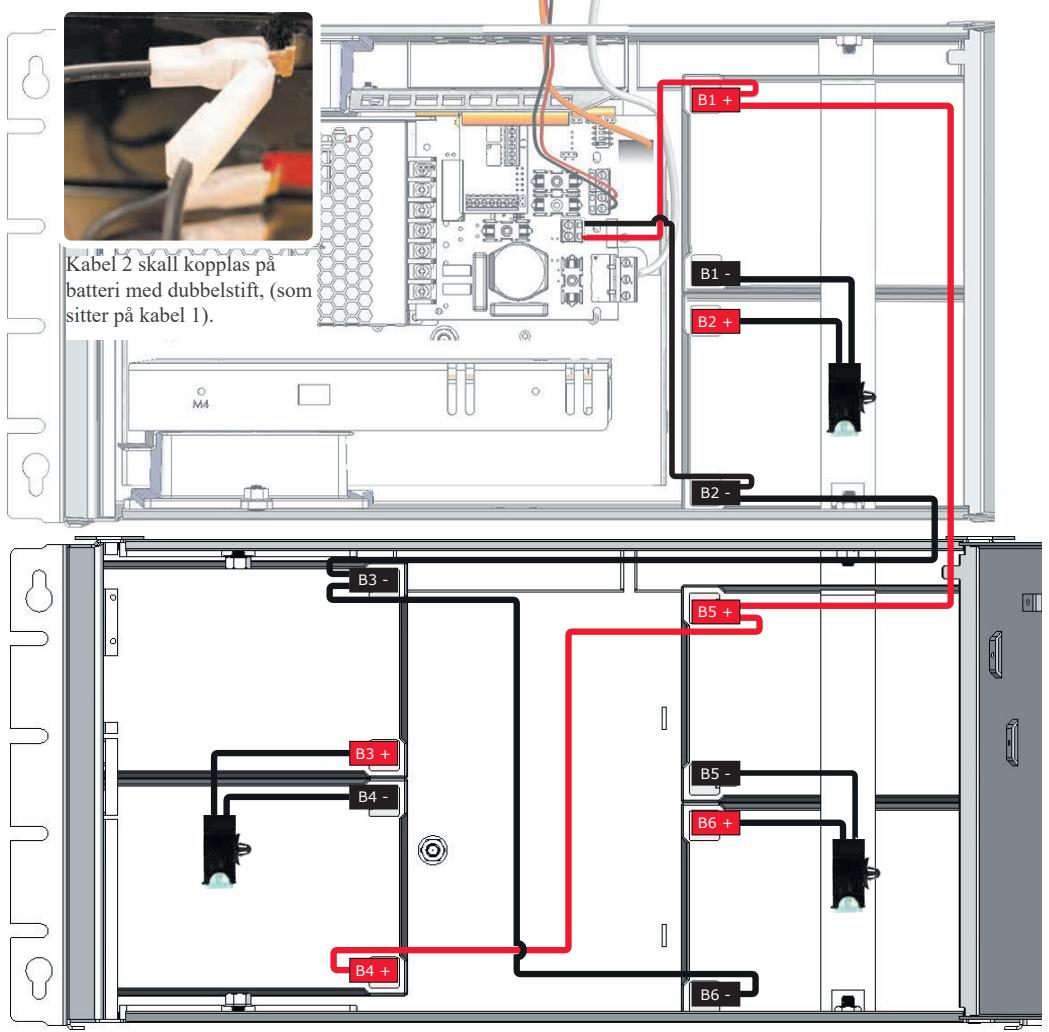 Kabel 2 skall kopplas på
batteri med dubbelstift, (som
sitter på kabel 1).
B1 +
B1 -
B2 +
M4
B2 -
B3 -
B5 +
B3 +
B4 -
B5 -
B6 +
B4 +
B6 -